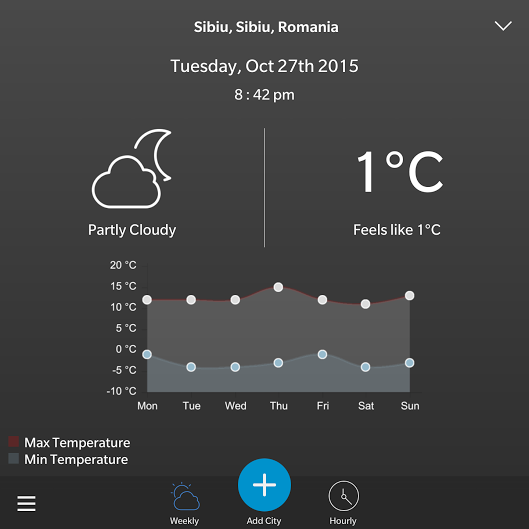 Sibiu, Sibiu, Romania
Tuesday, Oct 27th 2015
8 : 42 pm
1°C
Partly Cloudy
Feels like 1°C
20 °C
15 °C
10 °C
5 °C
0 °C
-5 °C
-10 °C
Mon Tue Wed Thu Fri Sat Sun
Max Temperature
Min Temperature
Weekly Add City Hourly